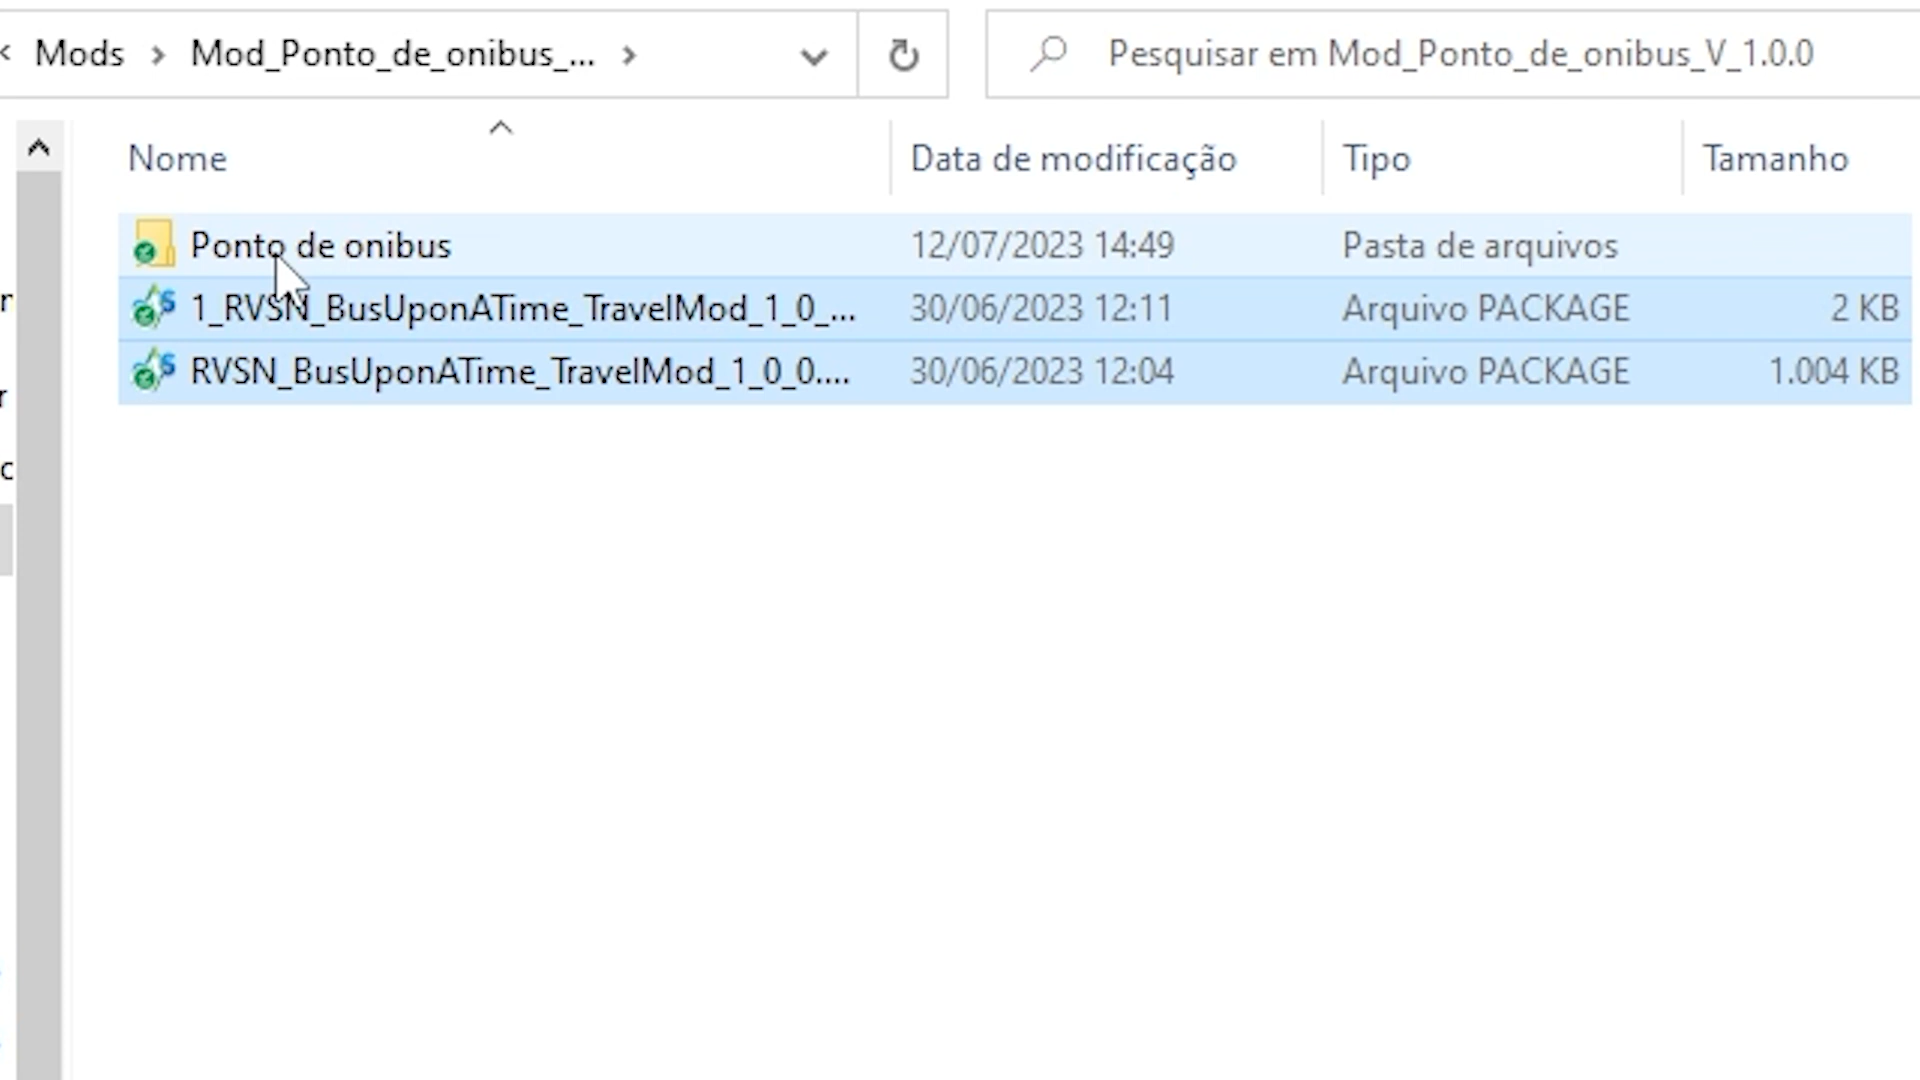 Mods > Mod_Ponto_de_onibus_... >
Pesquisar em Mod_Ponto_de_onibus_V_1.0.0
Nome Data de modificação Tipo Tamanho
Ponto de onibus 12/07/2023 14:49 Pasta de arquivos
1_RVSN_BusUponATime_TravelMod_1_0_... 30/06/2023 12:11 Arquivo PACKAGE 2 KB
RVSN_BusUponATime_TravelMod_1_0_0.... 30/06/2023 12:04 Arquivo PACKAGE 1.004 KB